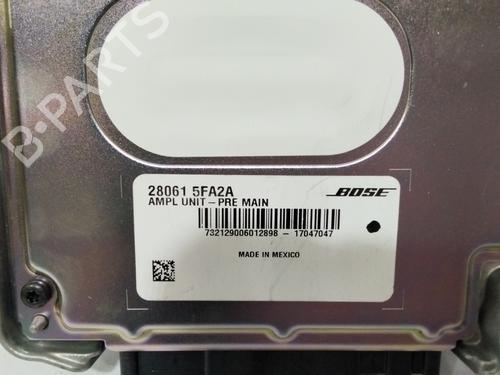 B-PARTS
28061 5FA2A
BOSE
AMPL UNIT – PRE MAIN
732129006012898 – 17047047
MADE IN MEXICO